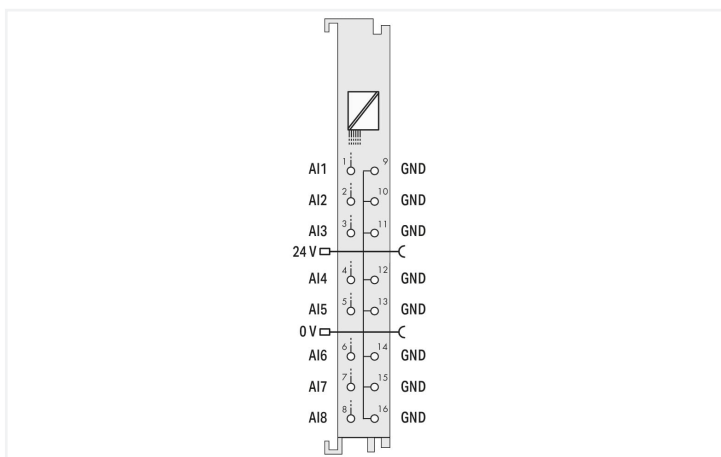 AI1 1 9 GND
AI2 2 10 GND
AI3 3 11 GND
24 V
AI4 4 12 GND
AI5 5 13 GND
0 V
AI6 6 14 GND
AI7 7 15 GND
AI8 8 16 GND